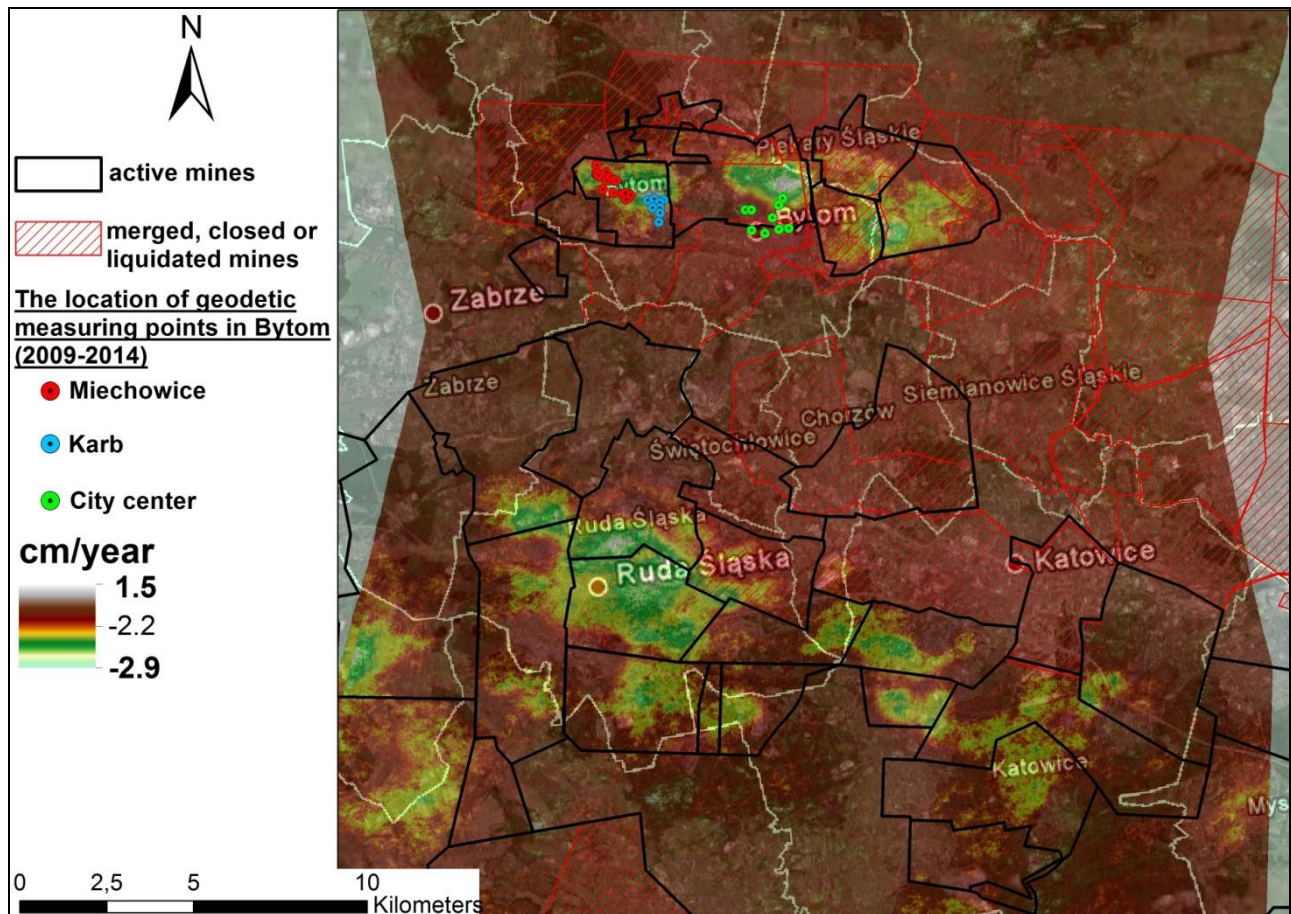 N
active mines
merged, closed or
liquidated mines
The location of geodetic
measuring points in Bytom
(2009-2014)
Miechowice
Karb
City center
cm/year
1.5
-2.2
-2.9
0
2,5
5
10
Kilometers
Piekary Śląskie
Bytom
Bytom
Zabrze
Zabrze
Siemianowice Śląskie
Chorzów
Świętochłowice
Ruda Śląska
Ruda Śląska
Katowice
Katowice
Mys